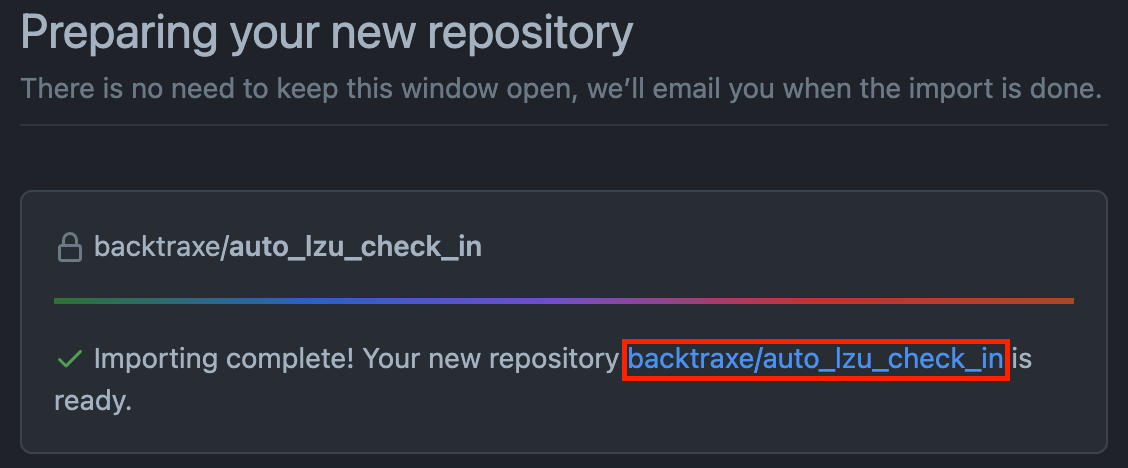 Preparing your new repository
There is no need to keep this window open, we’ll email you when the import is done.
backtraxe/auto_lzu_check_in
Importing complete! Your new repository backtraxe/auto_lzu_check_in is
ready.